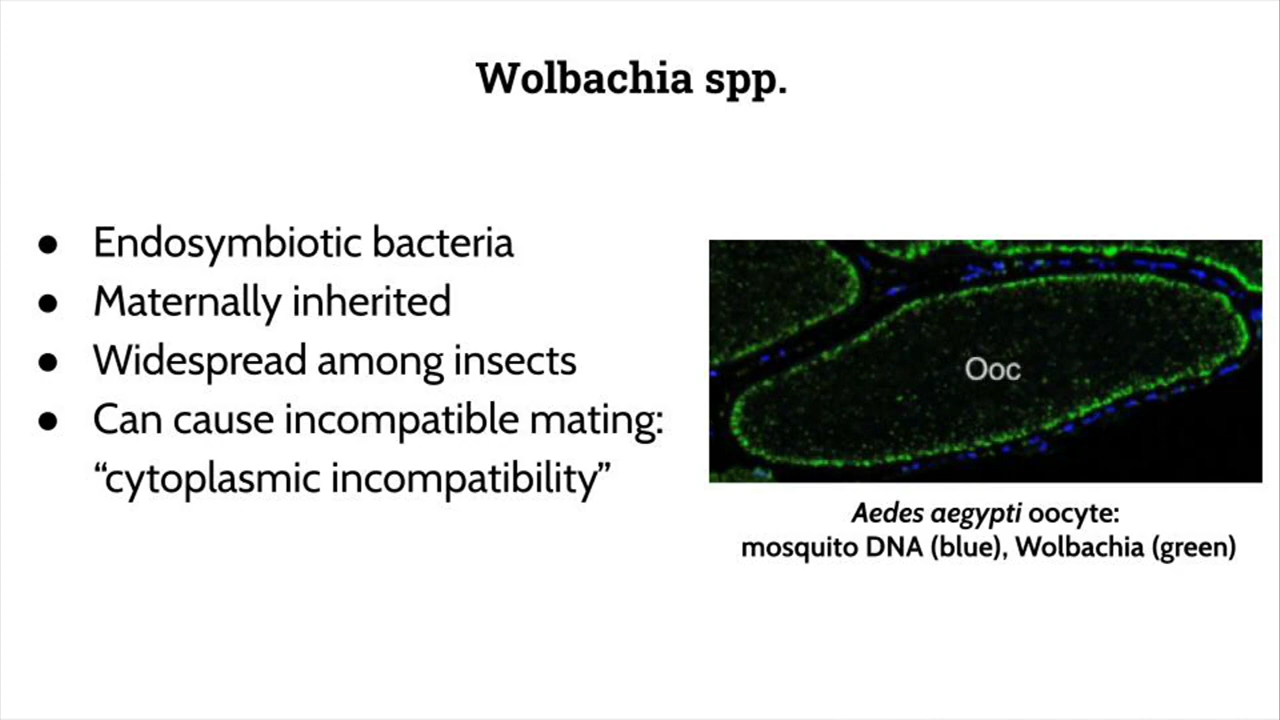 Wolbachia spp.
● Endosymbiotic bacteria
● Maternally inherited
● Widespread among insects
● Can cause incompatible mating:
“cytoplasmic incompatibility”
Ooc
Aedes aegypti oocyte:
mosquito DNA (blue), Wolbachia (green)